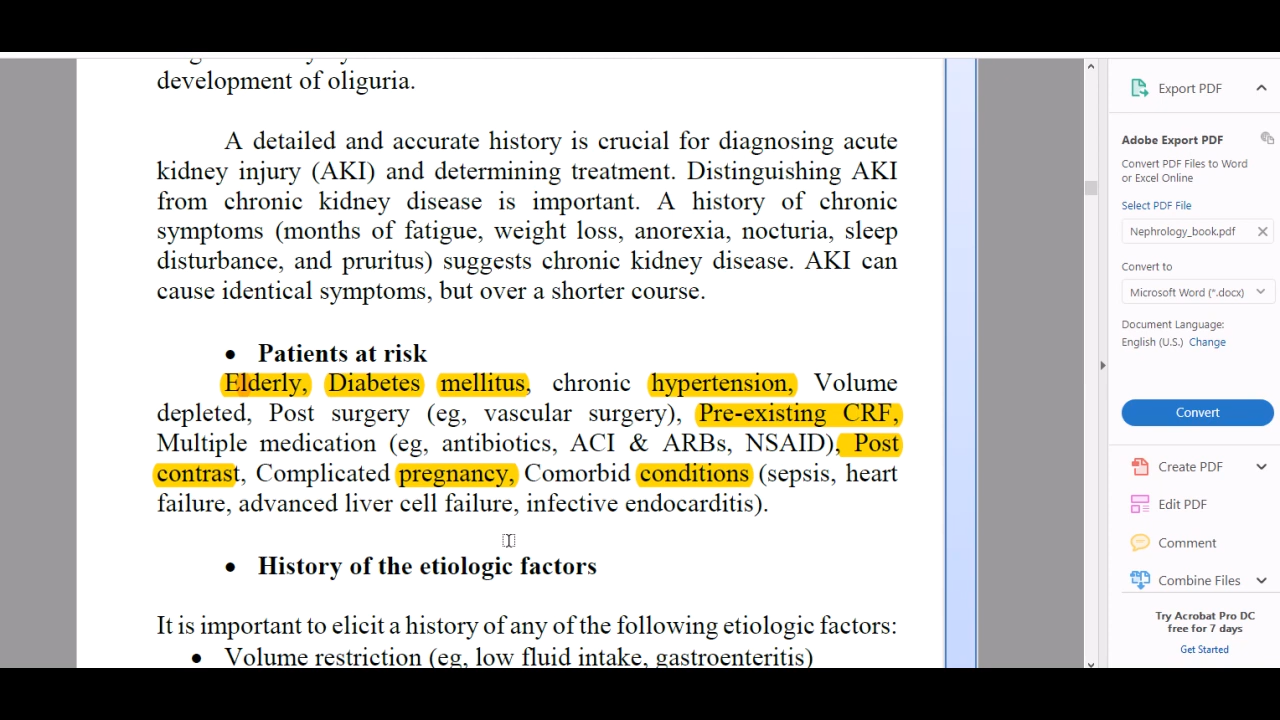 development of oliguria.
A detailed and accurate history is crucial for diagnosing acute
kidney injury (AKI) and determining treatment. Distinguishing AKI
from chronic kidney disease is important. A history of chronic
symptoms (months of fatigue, weight loss, anorexia, nocturia, sleep
disturbance, and pruritus) suggests chronic kidney disease. AKI can
cause identical symptoms, but over a shorter course.
• Patients at risk
Elderly, Diabetes mellitus, chronic hypertension, Volume
depleted, Post surgery (eg, vascular surgery), Pre-existing CRF,
Multiple medication (eg, antibiotics, ACI & ARBs, NSAID), Post
contrast, Complicated pregnancy, Comorbid conditions (sepsis, heart
failure, advanced liver cell failure, infective endocarditis).
• History of the etiologic factors
It is important to elicit a history of any of the following etiologic factors:
• Volume restriction (eg, low fluid intake, gastroenteritis)
Export PDF
Adobe Export PDF
Convert PDF Files to Word
or Excel Online
Select PDF File
Nephrology_book.pdf
Convert to
Microsoft Word (*.docx)
Document Language:
English (U.S.) Change
Convert
Create PDF
Edit PDF
Comment
Combine Files
Try Acrobat Pro DC
free for 7 days
Get Started